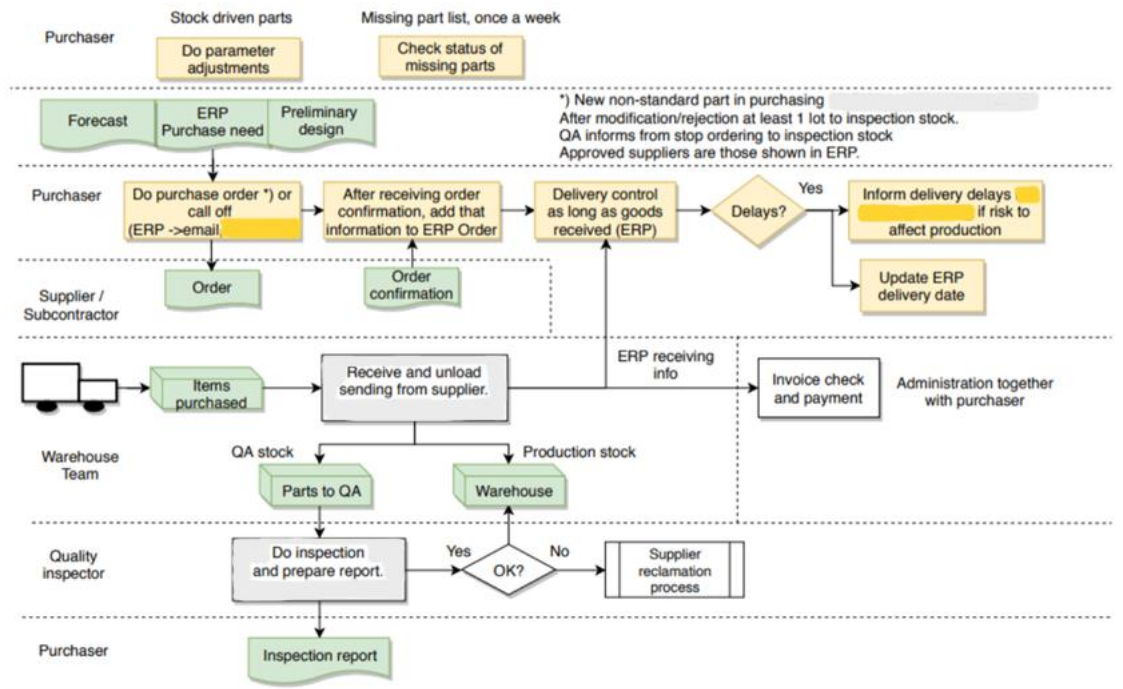 Stock driven parts
Missing part list, once a week
Purchaser
Do parameter
adjustments
Check status of
missing parts
Forecast
ERP
Purchase need
Preliminary
design
*) New non-standard part in purchasing
After modification/rejection at least 1 lot to inspection stock.
QA informs from stop ordering to inspection stock
Approved suppliers are those shown in ERP.
Purchaser
Do purchase order *) or
call off
(ERP ->email,
After receiving order
confirmation, add that
information to ERP Order
Delivery control
as long as goods
received (ERP)
Delays?
Yes
Inform delivery delays
if risk to
affect production
Supplier /
Subcontractor
Order
Order
confirmation
Update ERP
delivery date
Items
purchased
Receive and unload
sending from supplier.
ERP receiving
info
Invoice check
and payment
Administration together
with purchaser
Warehouse
Team
QA stock
Production stock
Parts to QA
Warehouse
Quality
inspector
Do inspection
and prepare report.
Yes
OK?
No
Supplier
reclamation
process
Purchaser
Inspection report